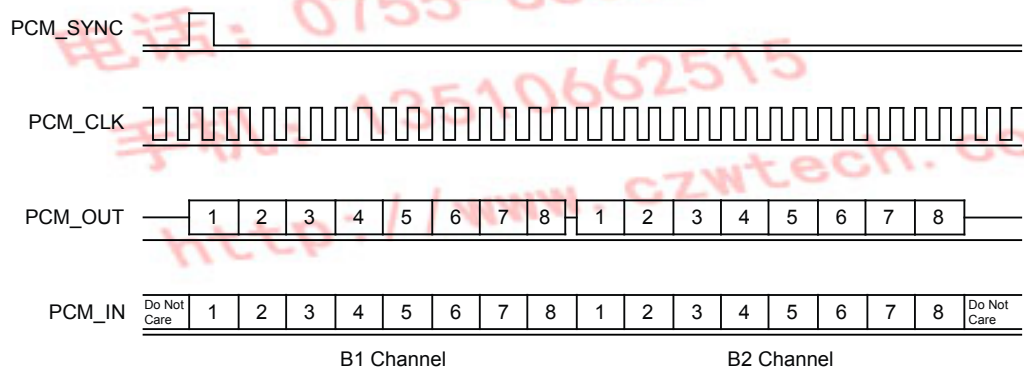 电话：0755-8
PCM_SYNC
手机：13510662515
PCM_CLK
http://www.czwtech.co
PCM_OUT 1 2 3 4 5 6 7 8 1 2 3 4 5 6 7 8
PCM_IN Do Not Care 1 2 3 4 5 6 7 8 1 2 3 4 5 6 7 8 Do Not Care
B1 Channel B2 Channel